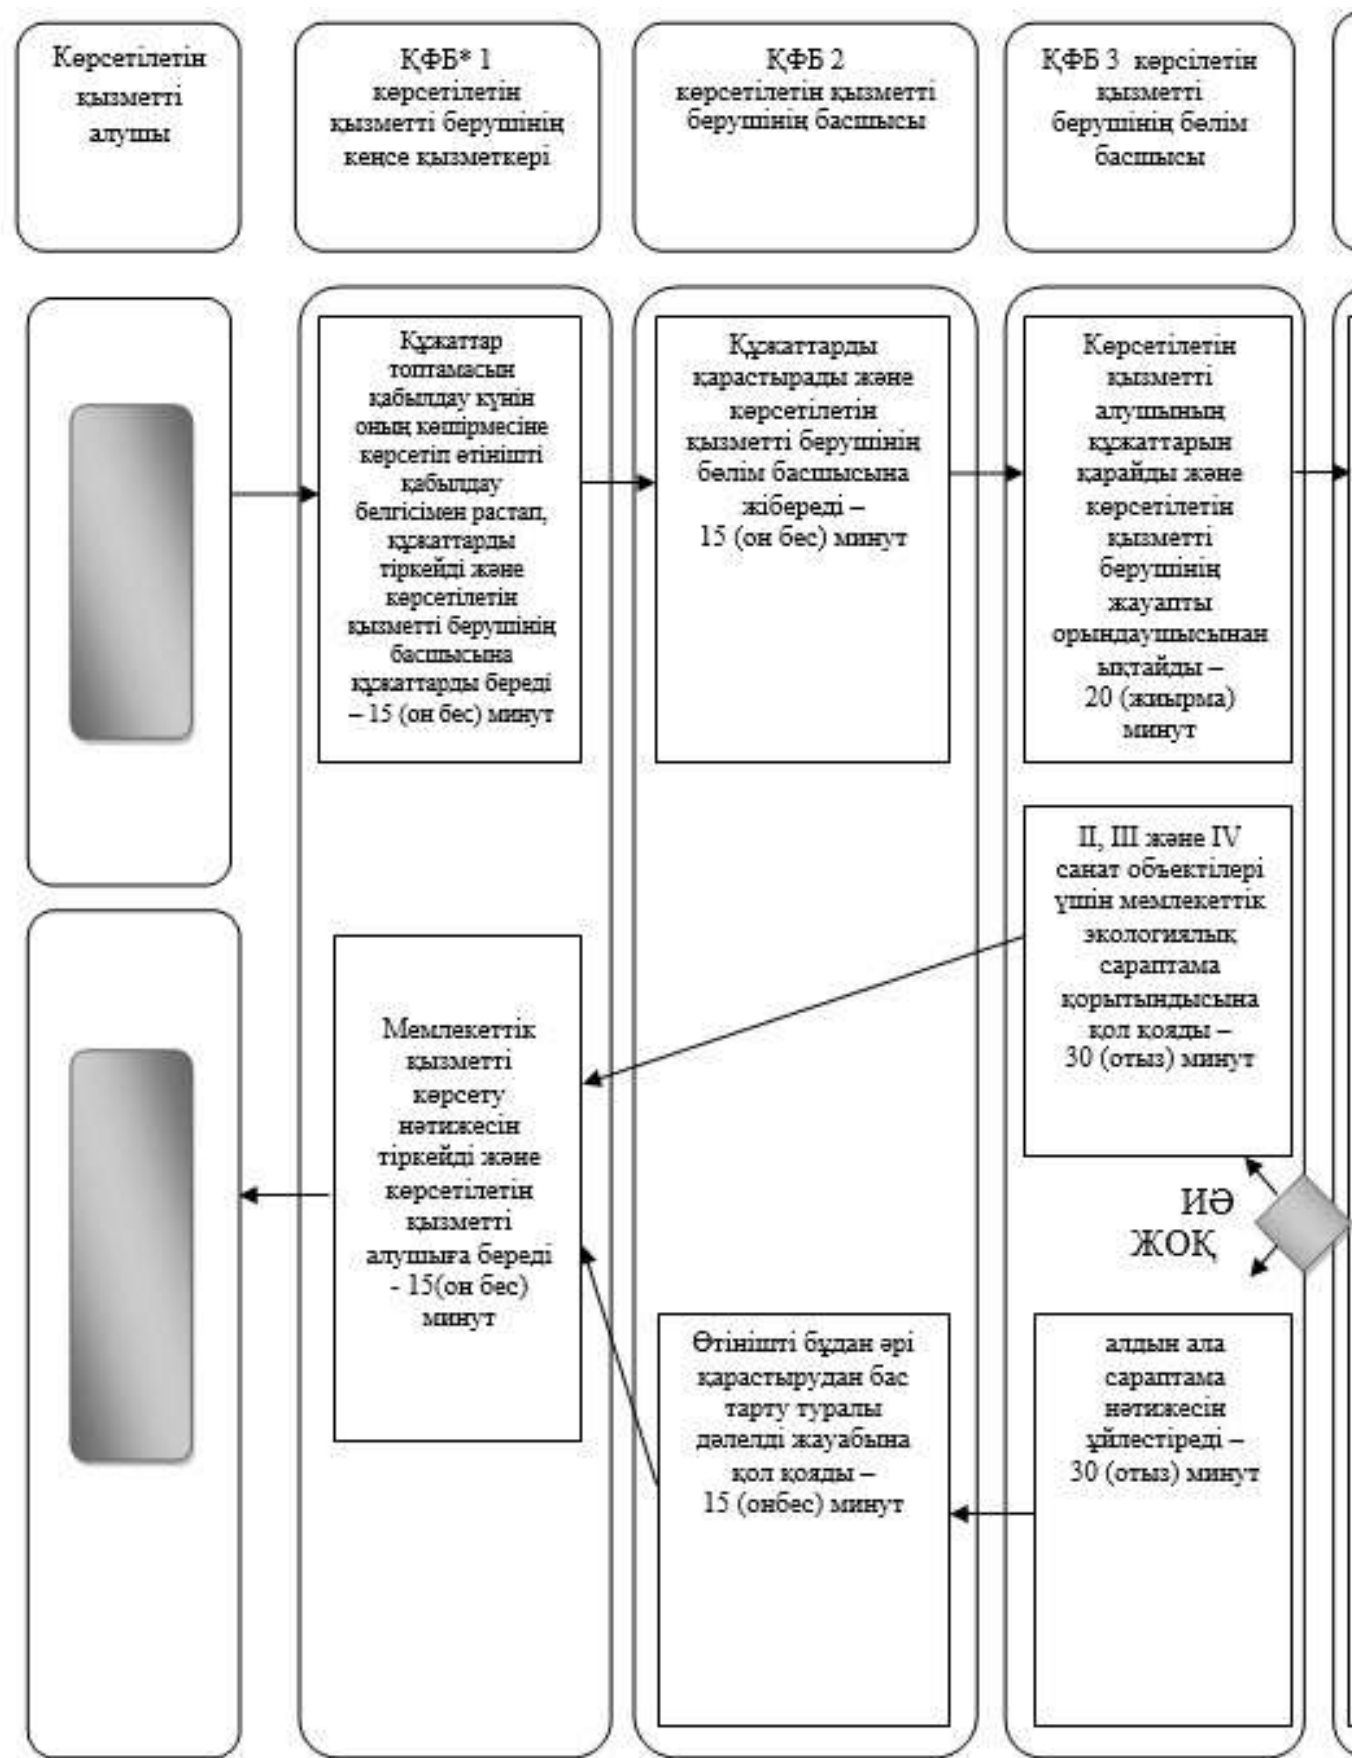 Көрсетілетін
қызметті
алушы
ҚФБ* 1
көрсетілетін
қызметті берушінің
кеңсе қызметкері
ҚФБ 2
көрсетілетін қызметті
берушінің басшысы
ҚФБ 3 көрсілетін
қызметті
берушінің бөлім
басшысы
Құжаттар
топтамасын
қабылдау күнін
оның көшірмесіне
көрсетіп өтінішті
қабылдау
белгісімен растап,
құжаттарды
тіркейді және
көрсетілетін
қызметті берушінің
басшысына
құжаттарды береді
– 15 (он бес) минут
Құжаттарды
қарастырады және
көрсетілетін
қызметті берушінің
бөлім басшысына
жібереді –
15 (он бес) минут
Көрсетілетін
қызметті
алушының
құжаттарын
қарайды және
көрсетілетін
қызметті
берушінің
жауапты
орындаушысынан
ықтайды –
20 (жиырма)
минут
II, III және IV
санат объектілері
үшін мемлекеттік
экологиялық
сараптама
қорытындысына
қол қояды –
30 (отыз) минут
Мемлекеттік
қызметті
көрсету
нәтижесін
тіркейді және
көрсетілетін
қызметті
алушыға береді
- 15(он бес)
минут
ИӘ
ЖОҚ
Өтінішті бұдан әрі
қарастырудан бас
тарту туралы
дәлелді жауабына
қол қояды –
15 (онбес) минут
алдын ала
сараптама
нәтижесін
ұйлестіреді –
30 (отыз) минут